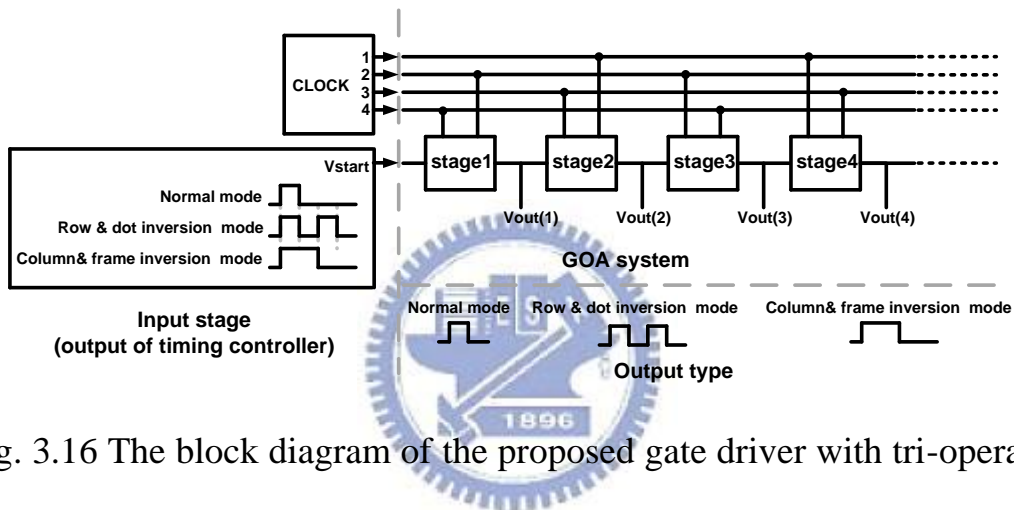 CLOCK
1
2
3
4
Vstart
Normal mode
Row & dot inversion mode
Column& frame inversion mode
Input stage
(output of timing controller)
stage1
stage2
stage3
stage4
Vout(1)
Vout(2)
Vout(3)
Vout(4)
GOA system
Normal mode
Row & dot inversion mode
Column& frame inversion mode
Output type
1896
g. 3.16 The block diagram of the proposed gate driver with tri-opera